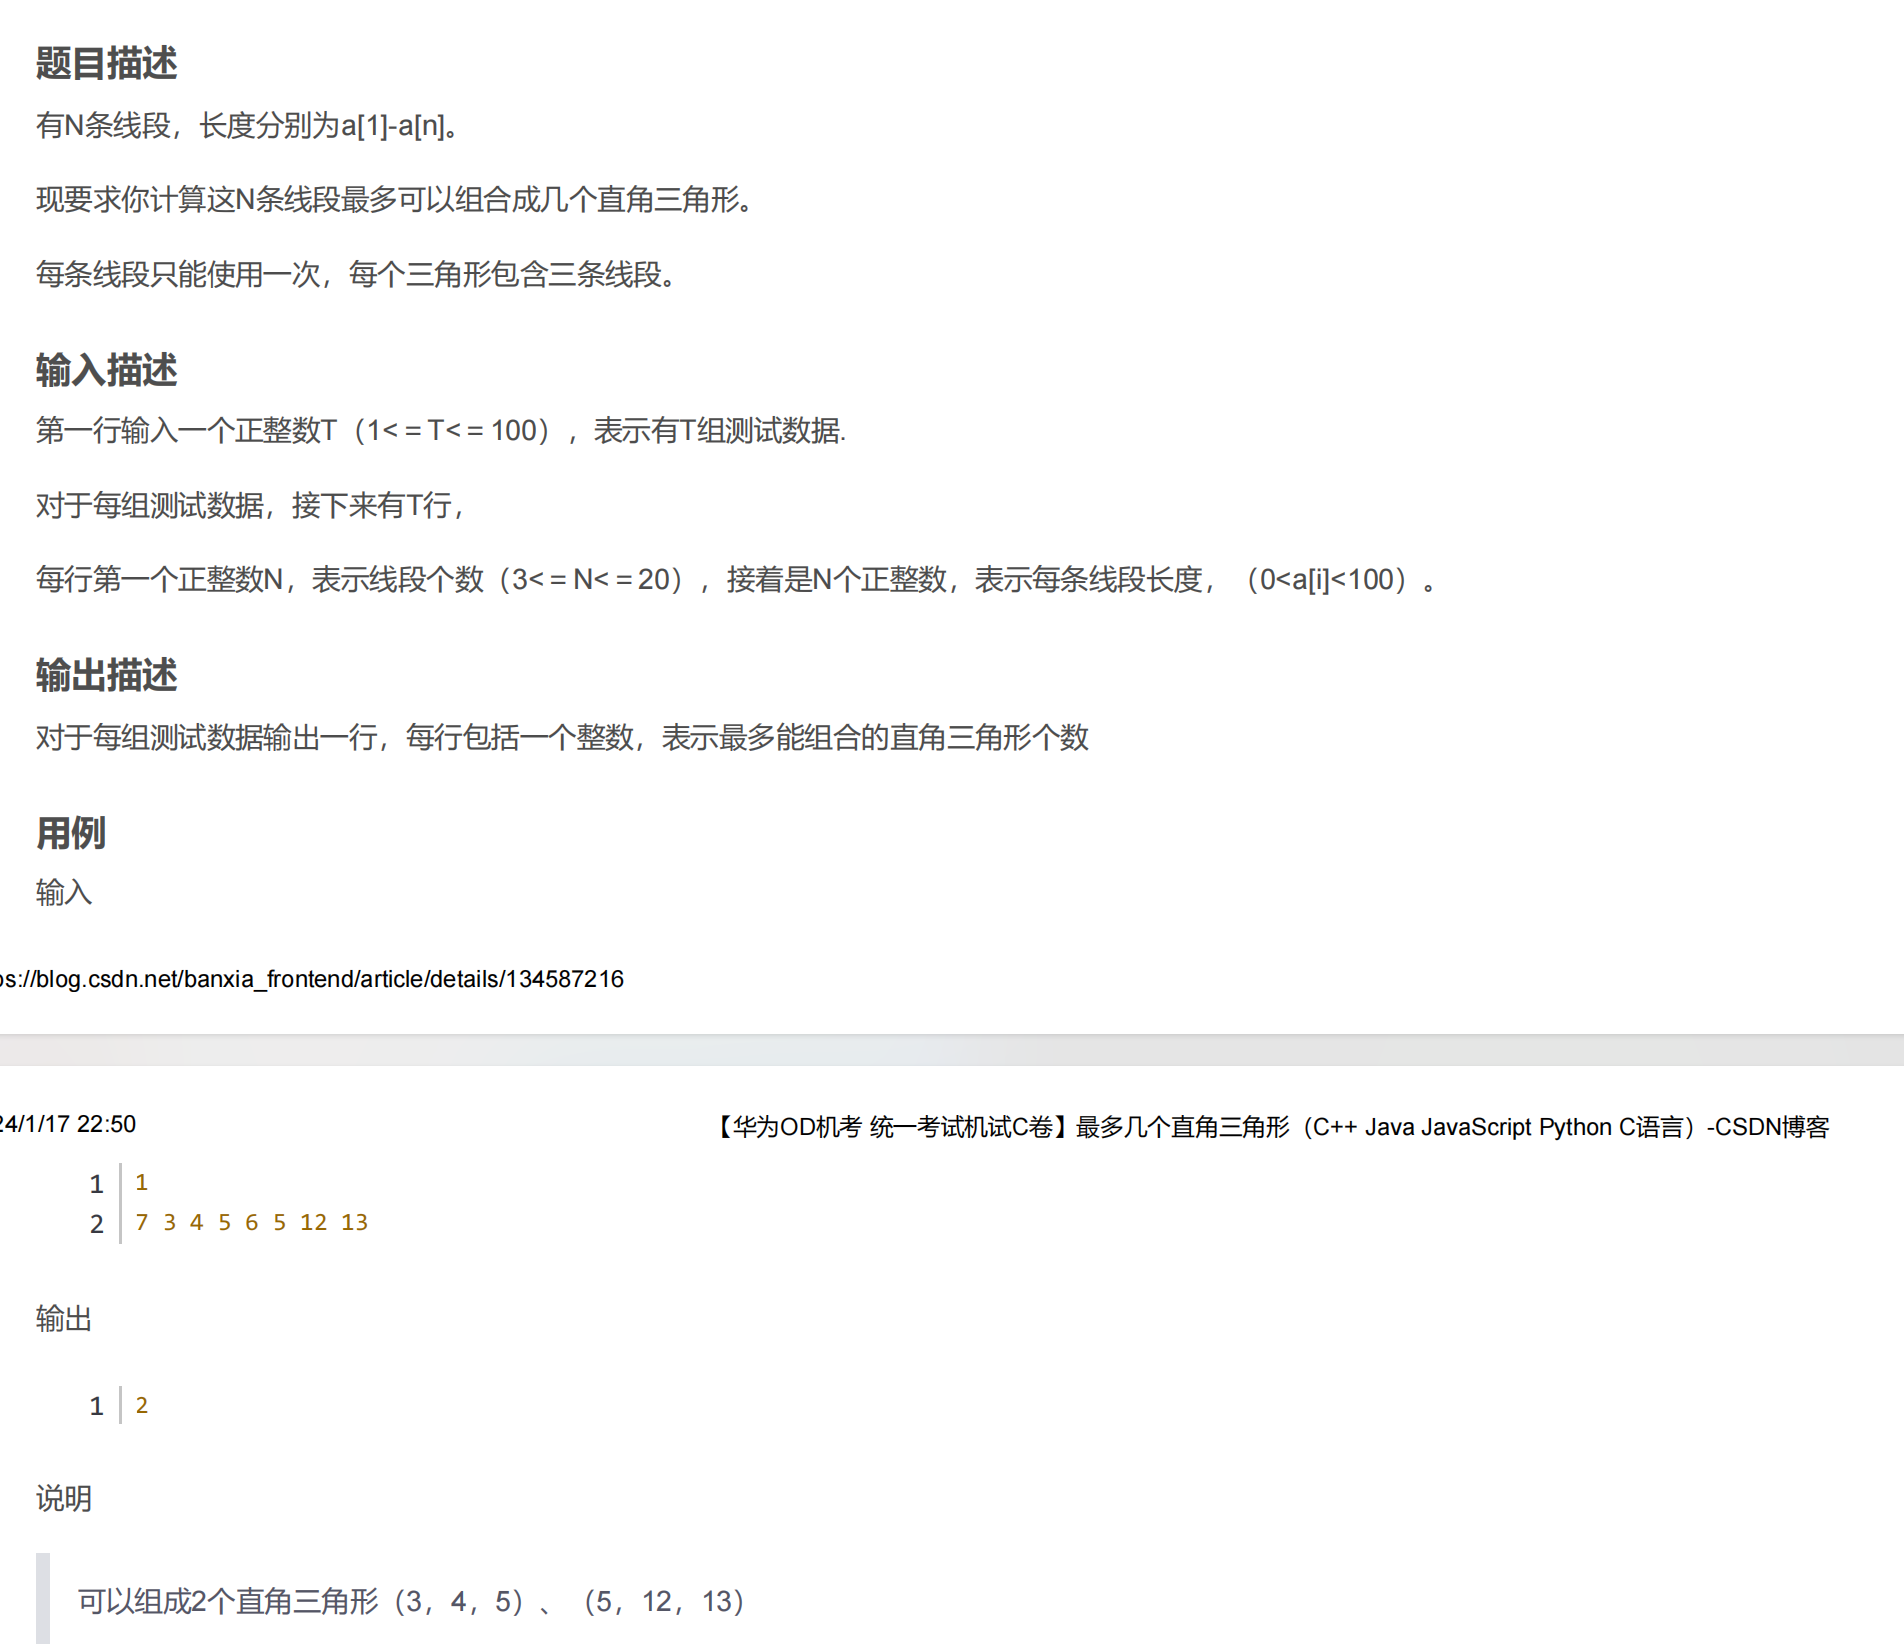 题目描述
有N条线段，长度分别为a[1]-a[n]。
现要求你计算这N条线段最多可以组合成几个直角三角形。
每条线段只能使用一次，每个三角形包含三条线段。
输入描述
第一行输入一个正整数T（1<=T<=100），表示有T组测试数据.
对于每组测试数据，接下来有T行，
每行第一个正整数N，表示线段个数（3<=N<=20），接着是N个正整数，表示每条线段长度，（0<a[i]<100）。
输出描述
对于每组测试数据输出一行，每行包括一个整数，表示最多能组合的直角三角形个数
用例
输入
ps://blog.csdn.net/banxia_frontend/article/details/134587216
24/1/17 22:50 【华为OD机考 统一考试机试C卷】最多几个直角三角形（C++ Java JavaScript Python C语言）-CSDN博客
1 1
2 7 3 4 5 6 5 12 13
输出
1 2
说明
可以组成2个直角三角形（3，4，5）、（5，12，13）